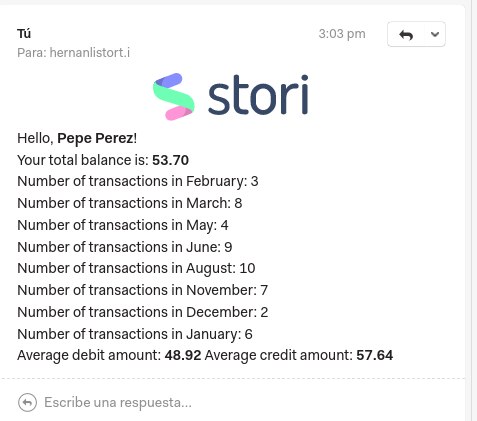 Tú
3:03 pm
Para: hernanlistort.i
stori
Hello, Pepe Perez!
Your total balance is: 53.70
Number of transactions in February: 3
Number of transactions in March: 8
Number of transactions in May: 4
Number of transactions in June: 9
Number of transactions in August: 10
Number of transactions in November: 7
Number of transactions in December: 2
Number of transactions in January: 6
Average debit amount: 48.92 Average credit amount: 57.64
Escribe una respuesta...